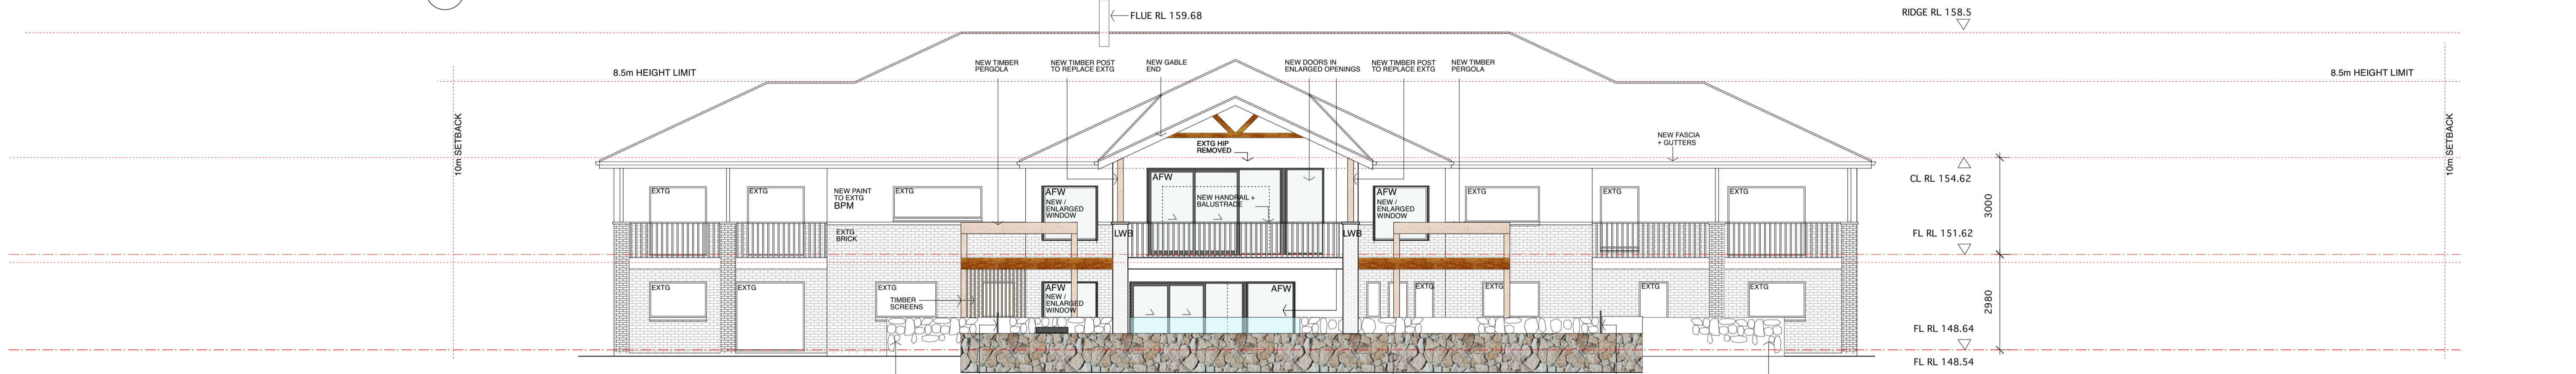 FLUE RL 159.68
RIDGE RL 158.5
8.5m HEIGHT LIMIT
NEW TIMBER
PERGOLA
NEW TIMBER POST
TO REPLACE EXTG
NEW GABLE
END
NEW DOORS IN
ENLARGED OPENINGS
NEW TIMBER POST
TO REPLACE EXTG
NEW TIMBER
PERGOLA
8.5m HEIGHT LIMIT
10m SETBACK
10m SETBACK
NEW FASCIA
+ GUTTERS
EXTG HIP
REMOVED
CL RL 154.62
EXTG
EXTG
NEW PAINT
TO EXTG
BPM
EXTG
AFW
NEW /
ENLARGED
WINDOW
AFW
NEW HANDRAIL +
BALUSTRADE
AFW
NEW /
ENLARGED
WINDOW
EXTG
EXTG
EXTG
3000
EXTG
BRICK
LWB
LWB
FL RL 151.62
EXTG
EXTG
EXTG
TIMBER
SCREENS
AFW
NEW /
ENLARGED
WINDOW
AFW
EXTG
EXTG
EXTG
EXTG
2980
FL RL 148.64
FL RL 148.54